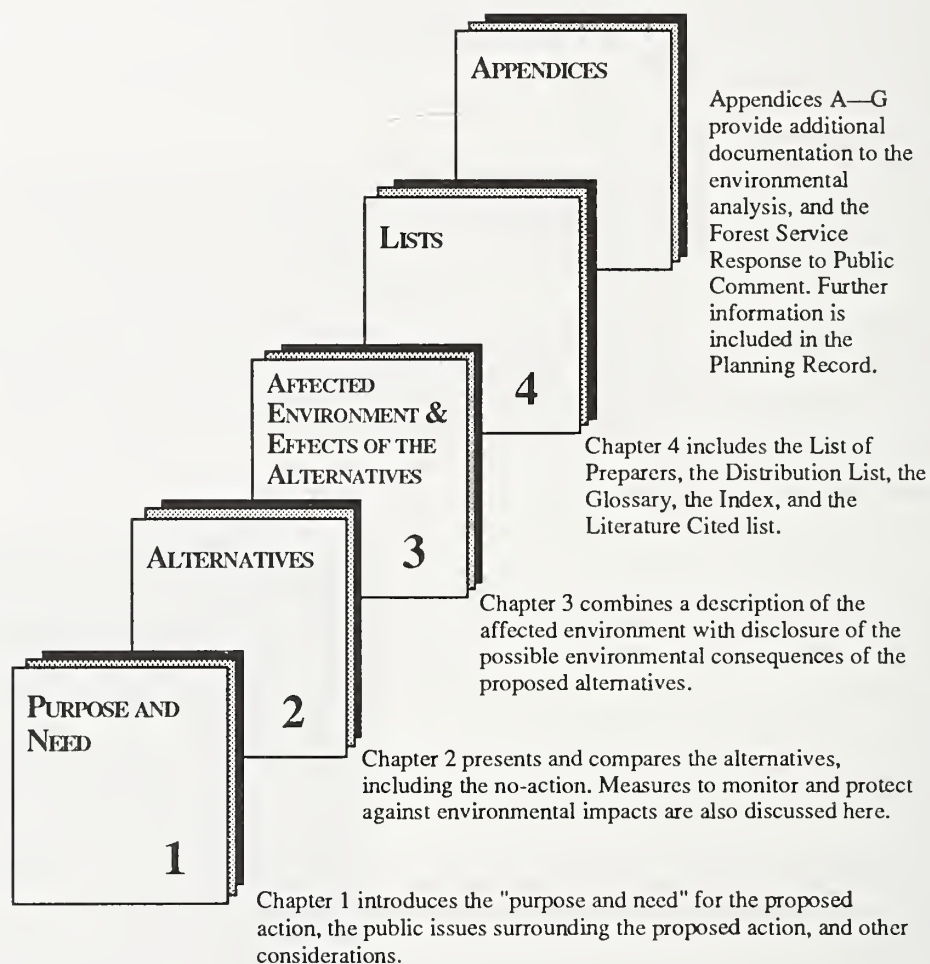 APPENDICES
Appendices A—G
provide additional
documentation to the
environmental
analysis, and the
Forest Service
Response to Public
Comment. Further
information is
included in the
Planning Record.
LISTS
4
Chapter 4 includes the List of
Preparers, the Distribution List, the
Glossary, the Index, and the
Literature Cited list.
AFFECTED
ENVIRONMENT &
EFFECTS OF THE
ALTERNATIVES
3
Chapter 3 combines a description of the
affected environment with disclosure of the
possible environmental consequences of the
proposed alternatives.
ALTERNATIVES
2
Chapter 2 presents and compares the alternatives,
including the no-action. Measures to monitor and protect
against environmental impacts are also discussed here.
PURPOSE AND
NEED
1
Chapter 1 introduces the "purpose and need" for the proposed
action, the public issues surrounding the proposed action, and other
considerations.